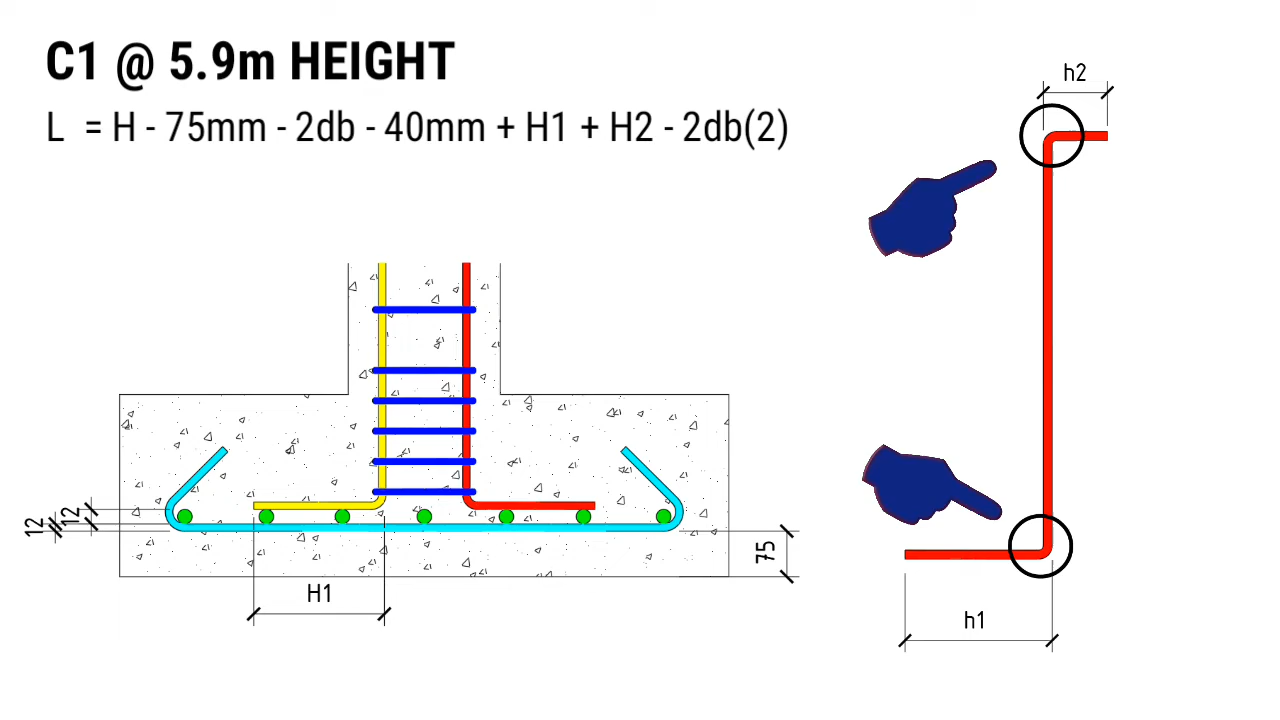 C1 @ 5.9m HEIGHT
L = H - 75mm - 2db - 40mm + H1 + H2 - 2db(2)
h2
12
12
75
H1
h1